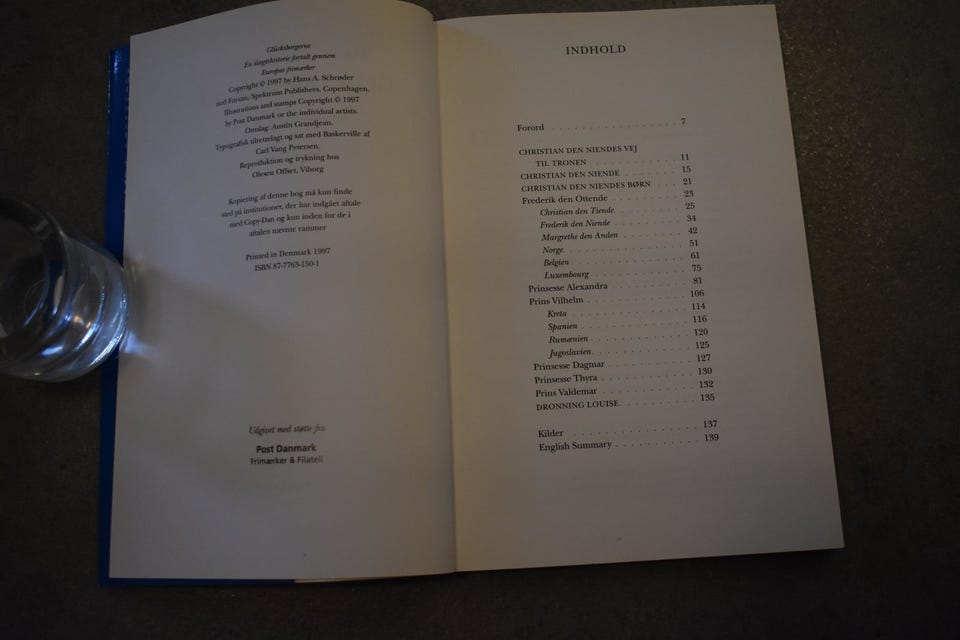 Glücksborgerne
En slægtshistorie fortalt gennem
Europas frimærker
Copyright © 1997 by Hans A. Schrøder
and Forum/Spektrum Publishers, Copenhagen.
Illustrations and stamps Copyright © 1997
by Post Danmark or the individual artists.
Omslag: Austin Grandjean.
Typografisk tilrettelagt og sat med Baskerville af
Carl Vang Petersen.
Reproduktion og trykning hos
Olesen Offset, Viborg
Kopiering af denne bog må kun finde
sted på institutioner, der har indgået aftale
med Copy-Dan og kun inden for de i
aftalen nævnte rammer
Printed in Denmark 1997
ISBN 87-7763-150-1
Udgivet med støtte fra
Post Danmark
Frimærker & Filateli
INDHOLD
Forord 7
CHRISTIAN DEN NIENDES VEJ
TIL TRONEN 11
CHRISTIAN DEN NIENDE 15
CHRISTIAN DEN NIENDES BØRN 21
Frederik den Ottende 23
Christian den Tiende 25
Frederik den Niende 34
Margrethe den Anden 42
Norge 51
Belgien 61
Luxembourg 75
Prinsesse Alexandra 81
Prins Vilhelm 106
Kreta 114
Spanien 116
Rumænien 120
Jugoslavien 125
Prinsesse Dagmar 127
Prinsesse Thyra 130
Prins Valdemar 132
DRONNING LOUISE 135
Kilder 137
English Summary 139